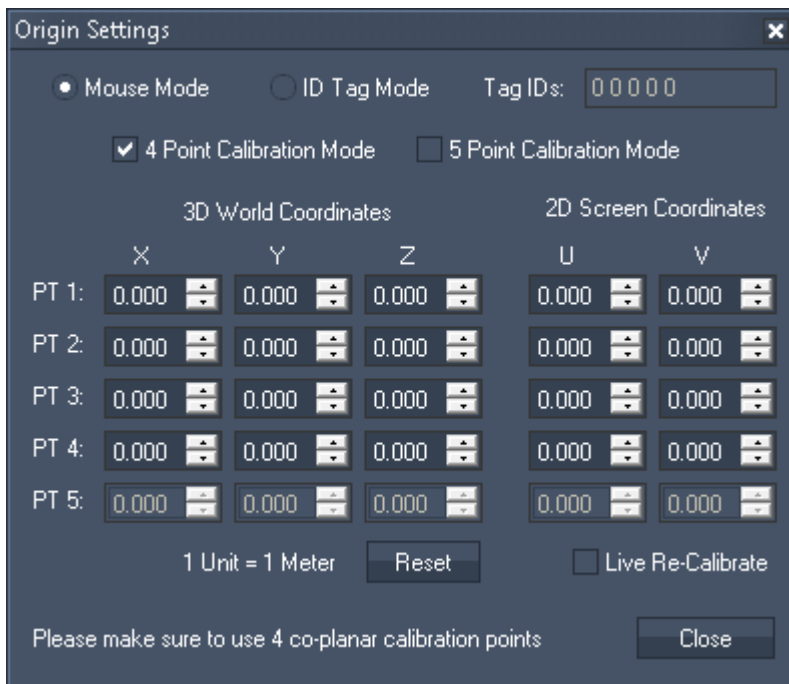 Origin Settings
Mouse Mode ID Tag Mode Tag IDs: 0 0 0 0 0
4 Point Calibration Mode 5 Point Calibration Mode
3D World Coordinates 2D Screen Coordinates
X Y Z U V
PT 1: 0.000 0.000 0.000 0.000 0.000
PT 2: 0.000 0.000 0.000 0.000 0.000
PT 3: 0.000 0.000 0.000 0.000 0.000
PT 4: 0.000 0.000 0.000 0.000 0.000
PT 5: 0.000 0.000 0.000 0.000 0.000
1 Unit = 1 Meter Reset Live Re-Calibrate
Please make sure to use 4 co-planar calibration points Close